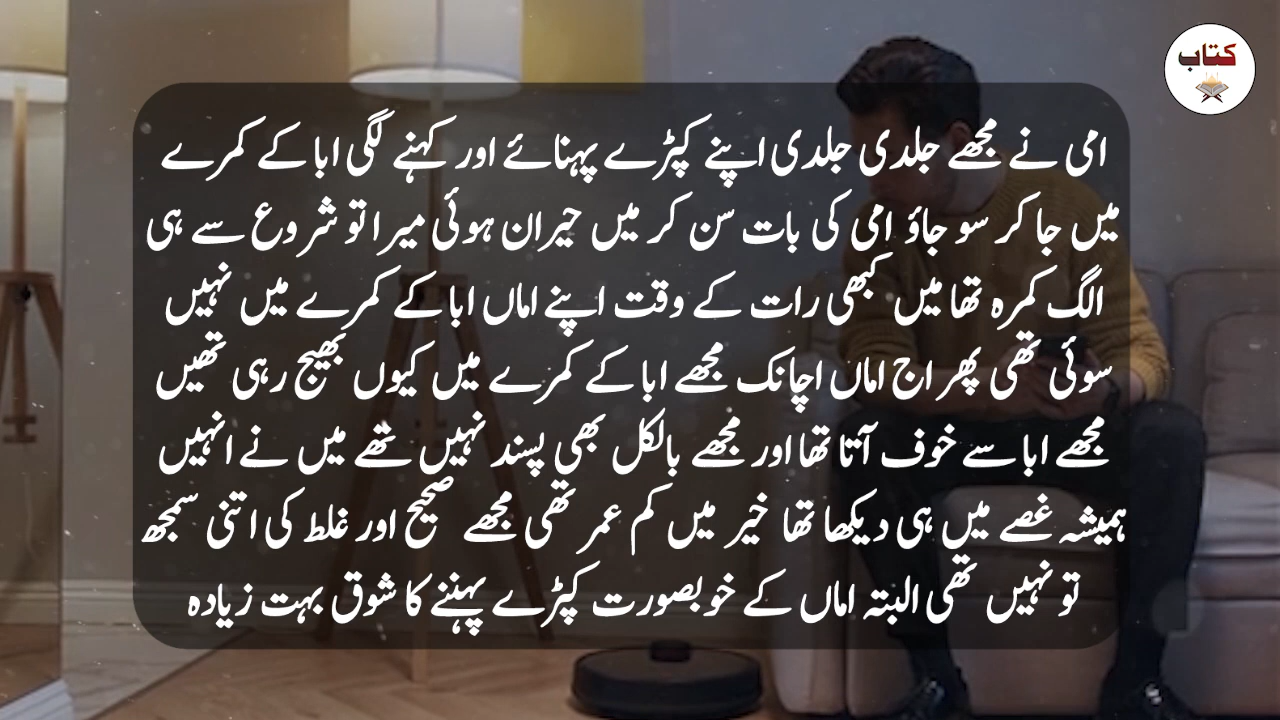 کتاب
امی نے مجھے جلدی جلدی اپنے کپڑے پہنائے اور کہنے لگی ابا کے کمرے
میں جا کر سو جاؤ امی کی بات سن کر میں حیران ہوئی میرا تو شروع سے ہی
الگ کمرہ تھا میں کبھی رات کے وقت اپنے اماں ابا کے کمرے میں نہیں
سوئی تھی پھر اج اماں اچانک مجھے ابا کے کمرے میں کیوں بھیج رہی تھیں
مجھے ابا سے خوف آتا تھا اور مجھے بالکل بھی پسند نہیں تھے میں نے انہیں
ہمیشہ غصے میں ہی دیکھا تھا خیر میں کم عمر تھی مجھے صحیح اور غلط کی اتنی سمجھ
تو نہیں تھی البتہ اماں کے خوبصورت کپڑے پہننے کا شوق بہت زیادہ